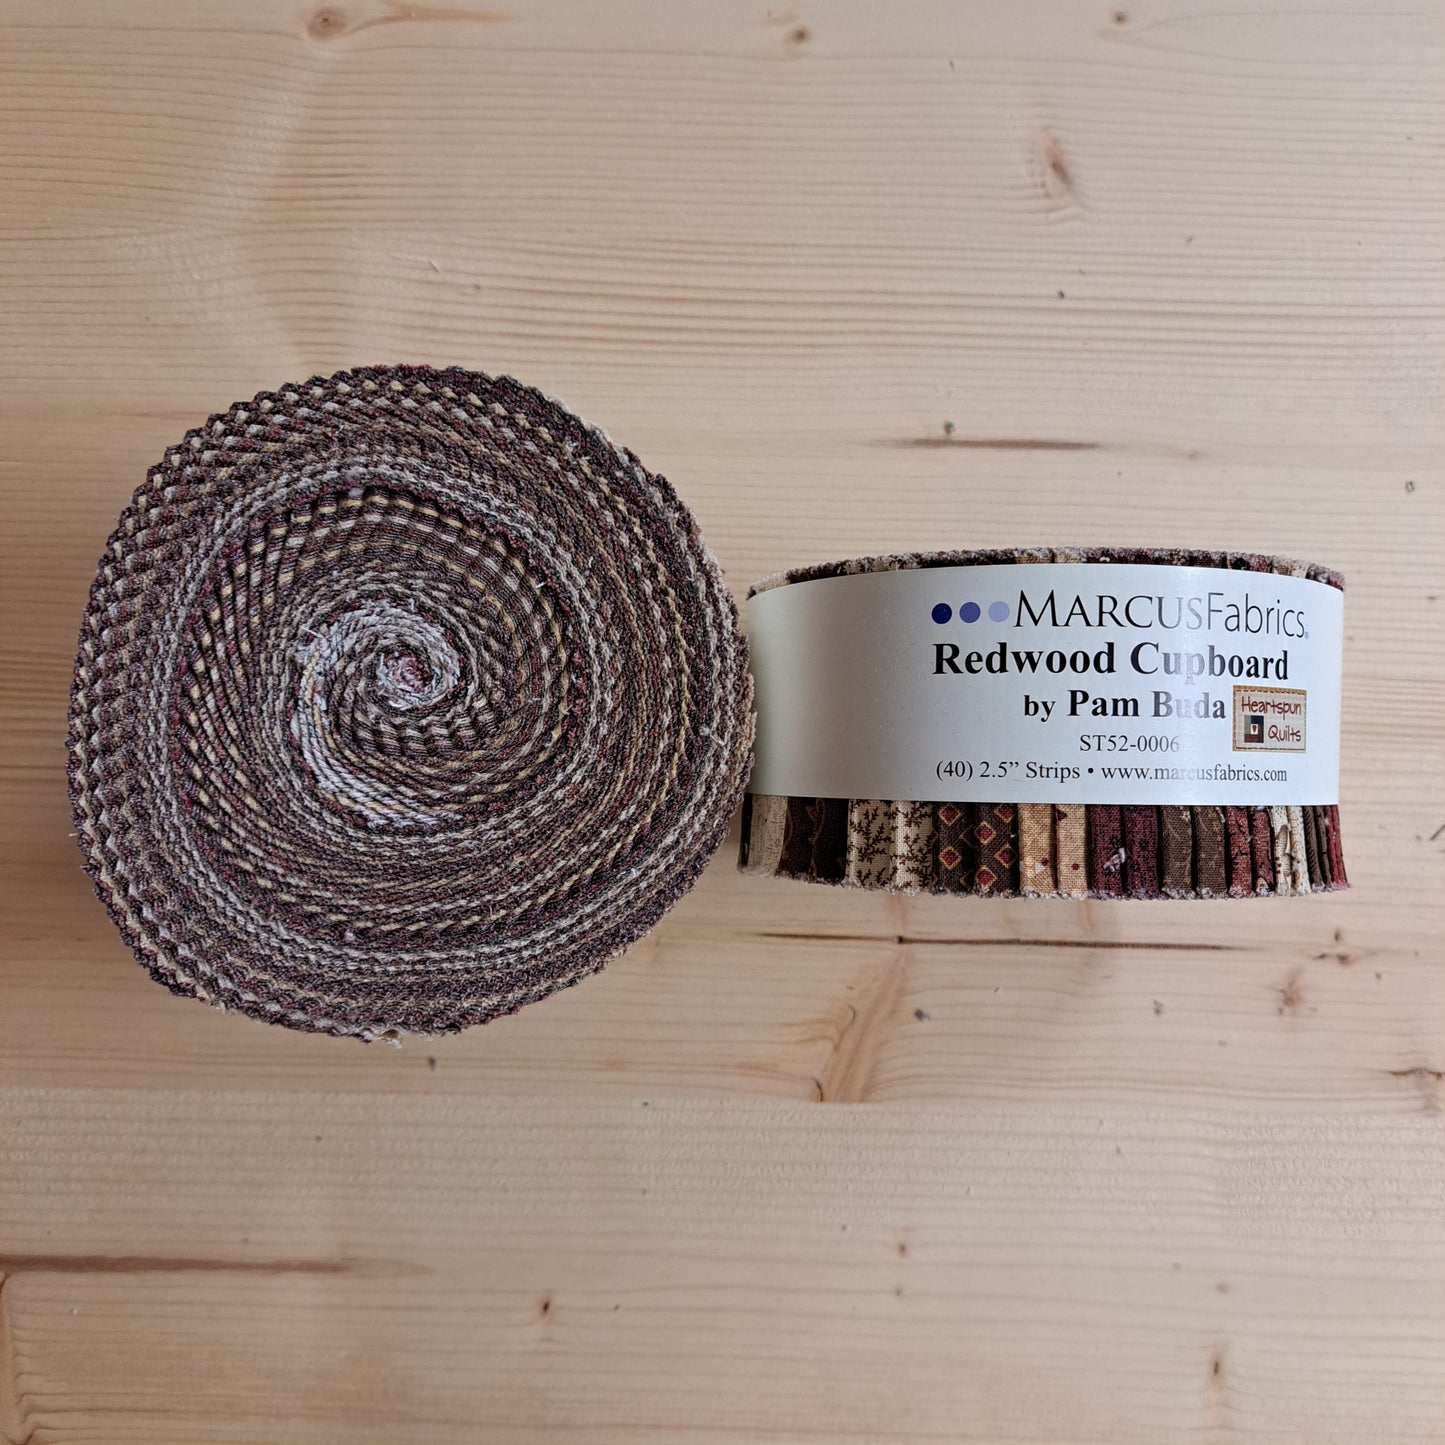 MARCUSFabrics®
Redwood Cupboard
by Pam Buda
Heartspun
Quilts
ST52-0006
(40) 2.5” Strips • www.marcusfabrics.com